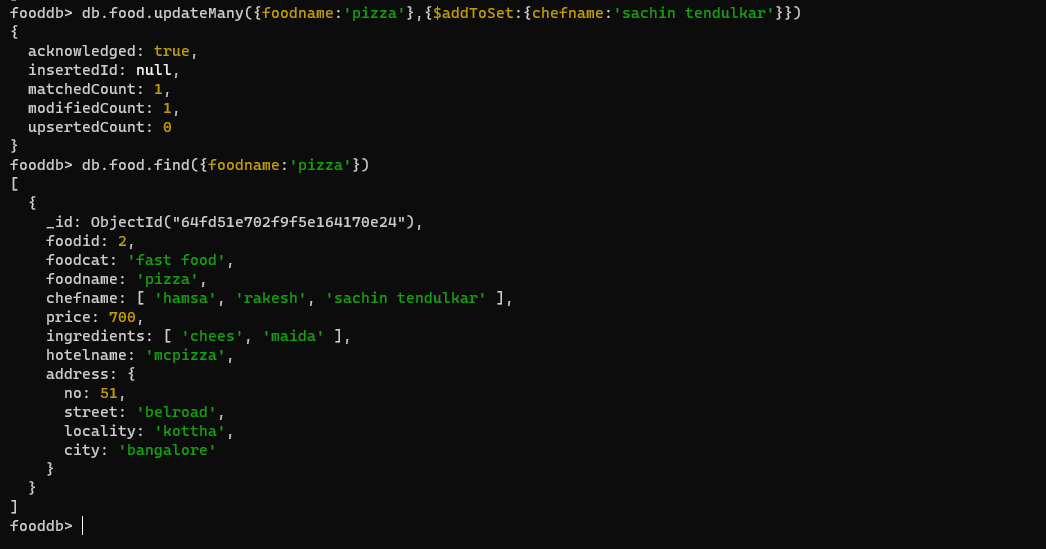 fooddb> db.food.updateMany({foodname:'pizza'},{$addToSet:{chefname:'sachin tendulkar'}})
{
  acknowledged: true,
  insertedId: null,
  matchedCount: 1,
  modifiedCount: 1,
  upsertedCount: 0
}
fooddb> db.food.find({foodname:'pizza'})
[
  {
    _id: ObjectId("64fd51e702f9f5e164170e24"),
    foodid: 2,
    foodcat: 'fast food',
    foodname: 'pizza',
    chefname: [ 'hamsa', 'rakesh', 'sachin tendulkar' ],
    price: 700,
    ingredients: [ 'chees', 'maida' ],
    hotelname: 'mcpizza',
    address: {
      no: 51,
      street: 'belroad',
      locality: 'kottha',
      city: 'bangalore'
    }
  }
]
fooddb>